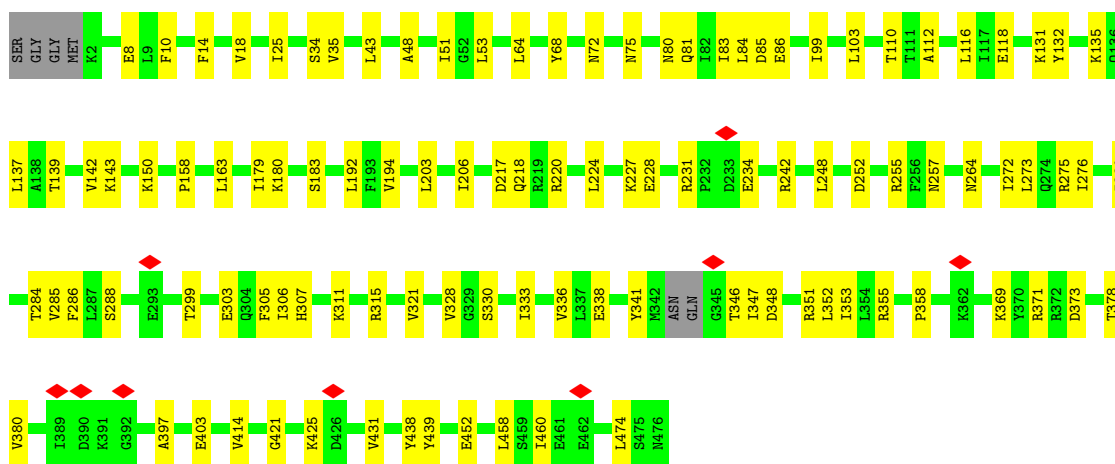 SER GLY GLY MET K2 E8 L9 F10 F14 V18 I25 S34 V35 L43 A48 I51 G52 L53 L64 Y68 N72 N75 N80 Q81 I82 I83 L84 D85 E86 I99 L103 T110 T111 A112 L116 I117 E118 K131 Y132 K135 Q136
L137 A138 T139 V142 K143 K150 P158 L163 I179 K180 S183 L192 F193 V194 L203 I206 D217 Q218 R219 R220 L224 K227 E228 R231 P232 D233 E234 R242 L248 D252 R255 F256 N257 N264 I272 L273 Q274 R275 I276
T284 V285 F286 L287 S288 E293 T299 E303 Q304 F305 I306 H307 K311 R315 V321 V328 G329 S330 I333 V336 L337 E338 Y341 M342 ASN GLN G345 T346 I347 D348 R351 L352 I353 L354 R355 P358 K362 K369 Y370 R371 R372 D373 T378
V380 I389 D390 K391 G392 A397 E403 V414 G421 K425 D426 V431 Y438 Y439 E452 L458 S459 I460 E461 E462 L474 S475 N476